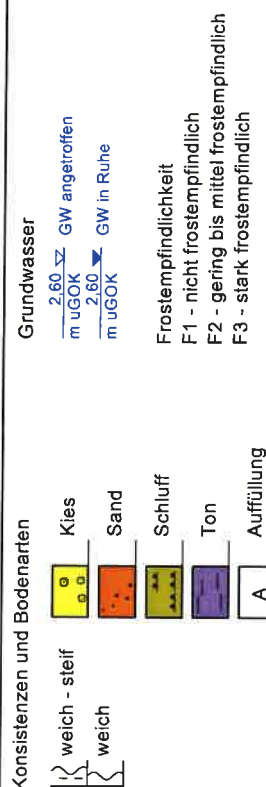 Konsistenzen und Bodenarten
weich - steif
weich
Kies
Sand
Schluff
Ton
A
Auffüllung
Grundwasser
2,60 GW angetroffen
m uGOK
2,60 GW in Ruhe
m uGOK
Frostempfindlichkeit
F1 - nicht frostempfindlich
F2 - gering bis mittel frostempfindlich
F3 - stark frostempfindlich